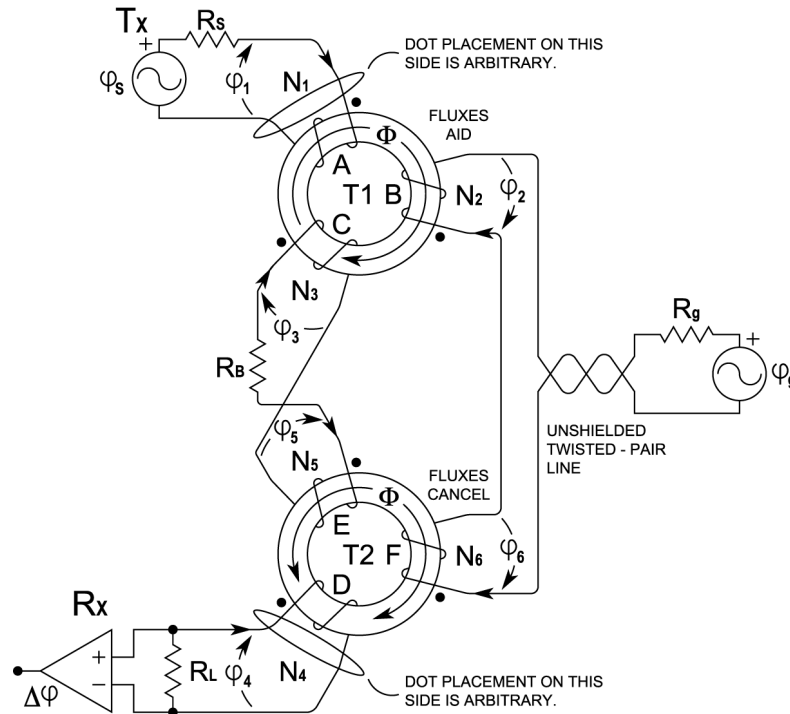 Tx
+
Rs
φs
φ1
N1
DOT PLACEMENT ON THIS
SIDE IS ARBITRARY.
Φ
FLUXES
AID
A
T1
B
C
N2
φ2
N3
φ3
RB
Rg
+
φg
UNSHIELDED
TWISTED - PAIR
LINE
φ5
N5
FLUXES
CANCEL
Φ
E
T2
F
D
N6
φ6
Rx
+
−
Δφ
RL
φ4
N4
DOT PLACEMENT ON THIS
SIDE IS ARBITRARY.